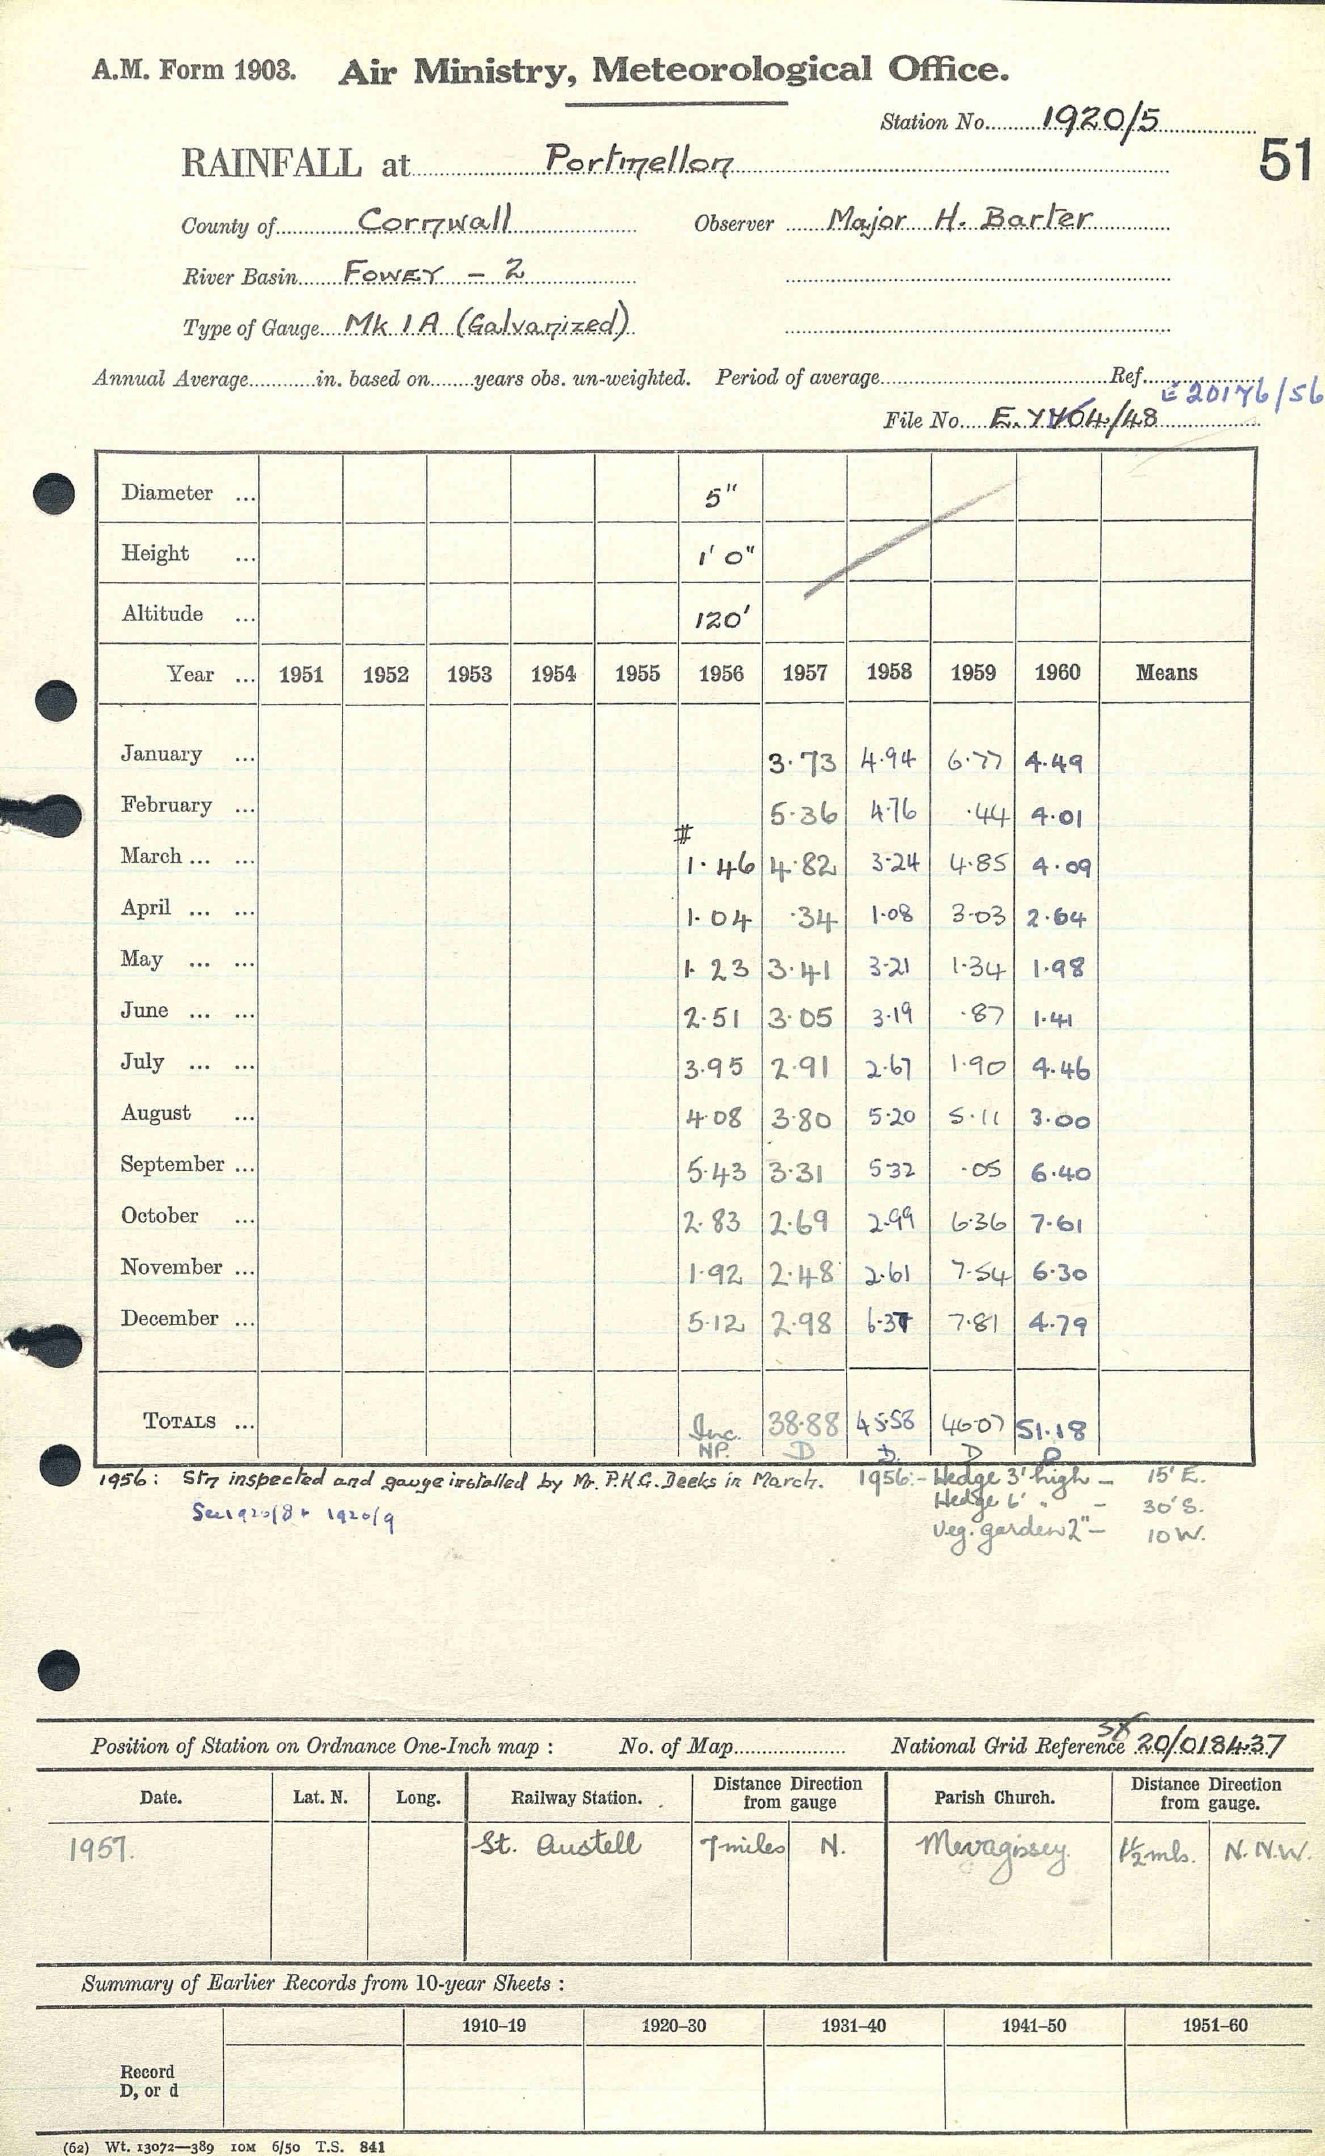 A.M. Form 1903. Air Ministry, Meteorological Office.
Station No. 1920/5
51
RAINFALL at Portmellon
County of Cornwall Observer Major H. Barter
River Basin FOWEY - 2
Type of Gauge Mk 1A (Galvanized)
Annual Average in. based on years obs. un-weighted. Period of average Ref.
E 20176/56
File No. E. 7704/48
Diameter ... 5"
Height ... 1' 0"
Altitude ... 120'
Year ... 1951 1952 1953 1954 1955 1956 1957 1958 1959 1960 Means
January ... 3.73 4.94 6.77 4.49
February ... 5.36 4.76 .44 4.01
#
March ... ... 1.46 4.82 3.24 4.85 4.09
April ... ... 1.04 .34 1.08 3.03 2.64
May ... ... 1.23 3.41 3.21 1.34 1.98
June ... ... 2.51 3.05 3.19 .87 1.41
July ... ... 3.95 2.91 2.67 1.90 4.46
August ... 4.08 3.80 5.20 5.11 3.00
September ... 5.43 3.31 5.32 .05 6.40
October ... 2.83 2.69 2.99 6.36 7.61
November ... 1.92 2.48 2.61 7.54 6.30
December ... 5.12 2.98 6.37 7.81 4.79
TOTALS ... Inc. 38.88 45.58 46.07 51.18
NP. D D. D D
1956: Stn inspected and gauge installed by Mr. P.H.G. Deeks in March. 1956:- Hedge 3' high - 15' E.
Hedge 6' " - 30' S.
See 1920/8 + 1920/9
Veg. garden 2" - 10 W.
Position of Station on Ordnance One-Inch map : No. of Map National Grid Reference SX 20/018437
Date. Lat. N. Long. Railway Station. Distance Direction from gauge Parish Church. Distance Direction from gauge.
1957. St. Austell 7 miles N. Mevagissey. 1½ mls. N.N.W.
Summary of Earlier Records from 10-year Sheets :
1910–19 1920–30 1931–40 1941–50 1951–60
Record
D, or d
(62) Wt. 13072—389 10M 6/50 T.S. 841